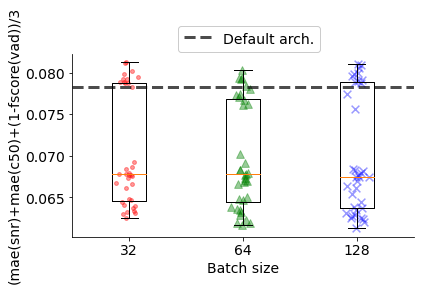 Default arch.
(mae(snr)+mae(c50)+(1-fscore(vad))/3
0.080
0.075
0.070
0.065
32 64 128
Batch size